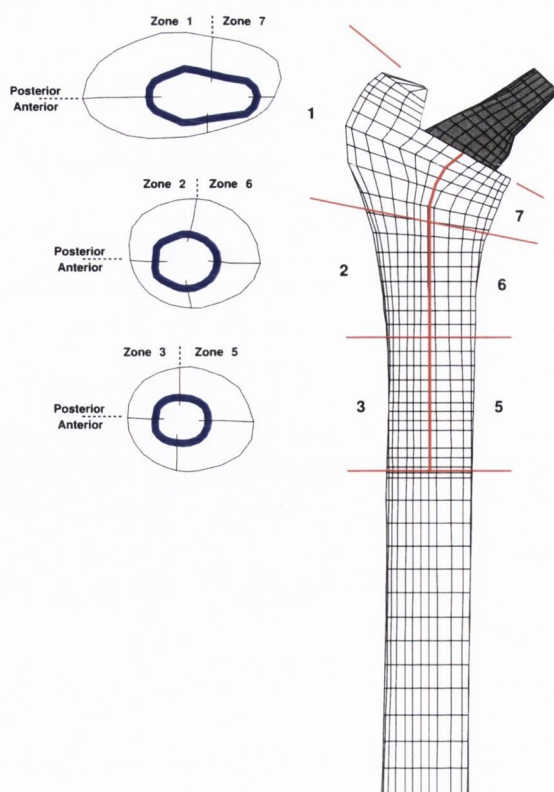 Zone 1 Zone 7
Posterior
Anterior
Zone 2 Zone 6
Posterior
Anterior
Zone 3 Zone 5
Posterior
Anterior
1
7
2
6
3
5